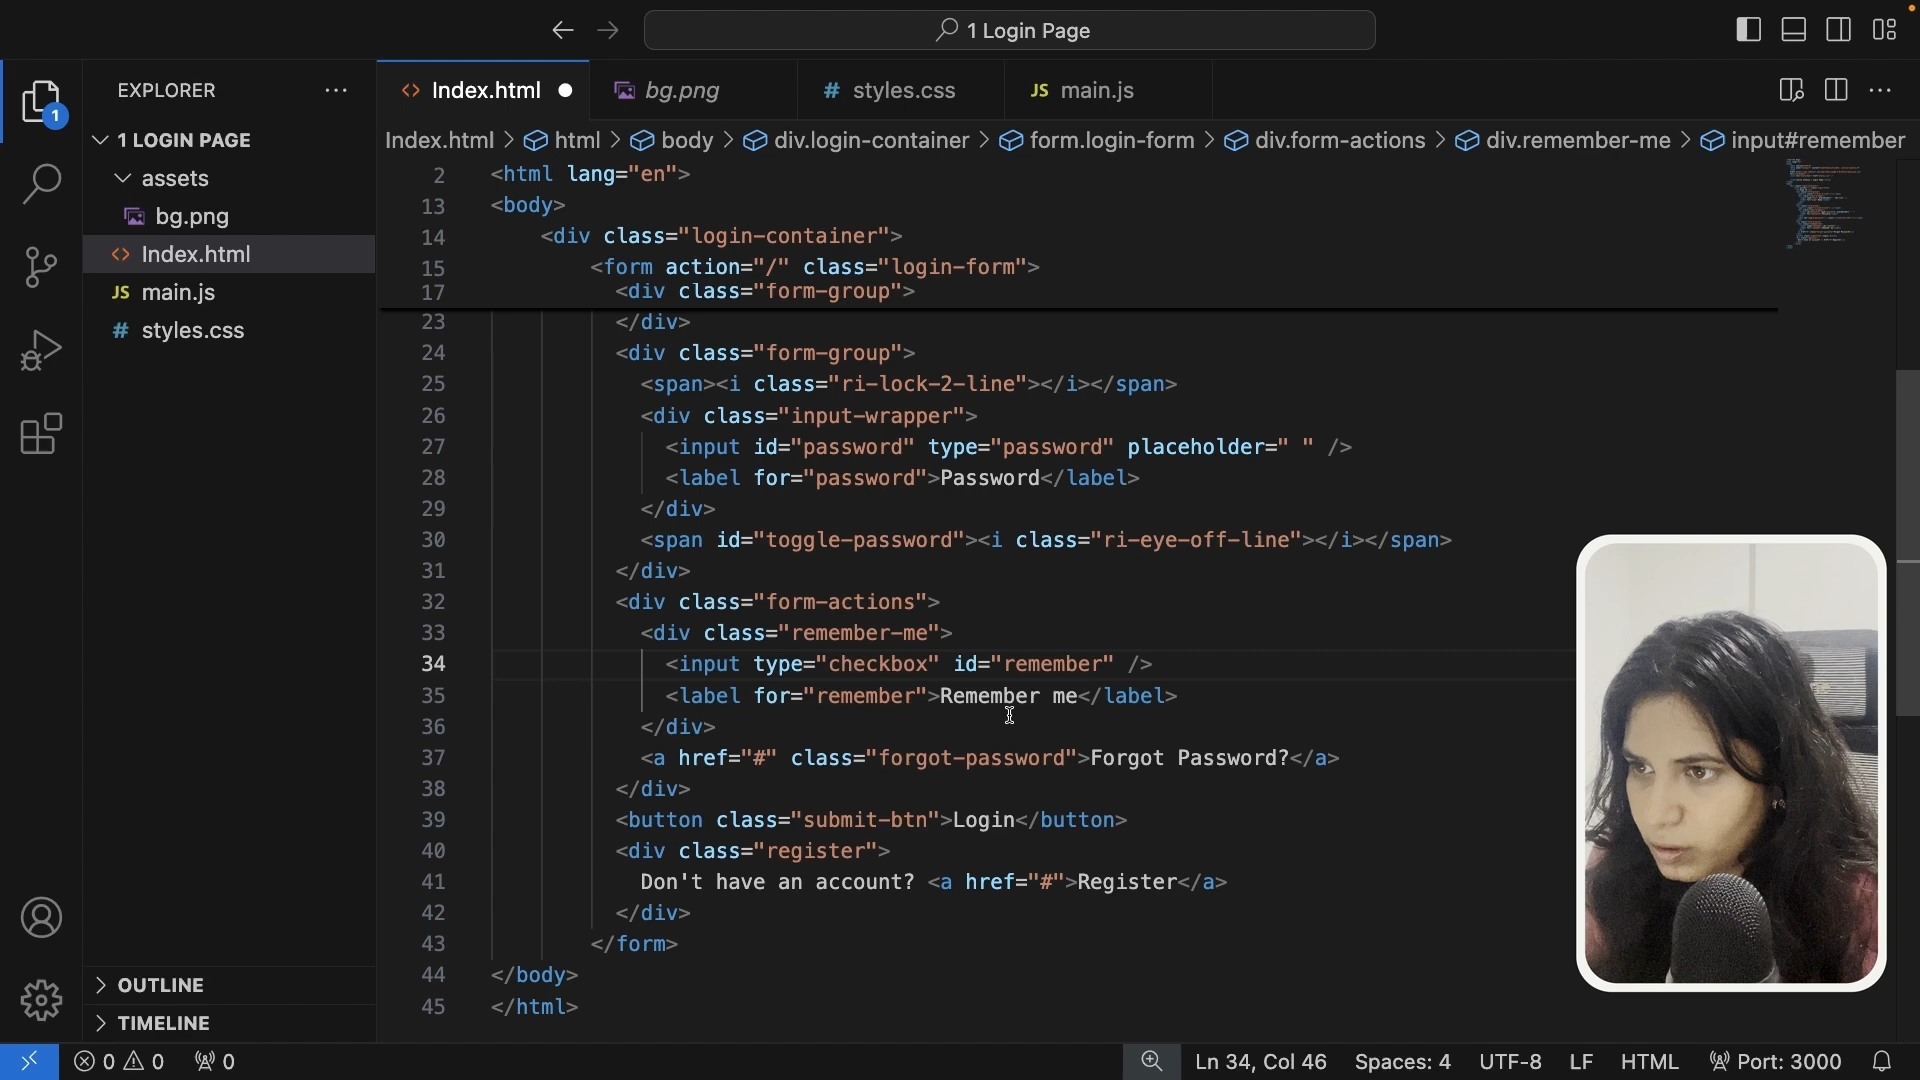 1 Login Page
EXPLORER
1 LOGIN PAGE
assets
bg.png
Index.html
JS main.js
# styles.css
OUTLINE
TIMELINE
1
<> Index.html
bg.png
# styles.css
JS main.js
Index.html > html > body > div.login-container > form.login-form > div.form-actions > div.remember-me > input#remember
2 <html lang="en">
13 <body>
14 <div class="login-container">
15 <form action="/" class="login-form">
17 <div class="form-group">
23 </div>
24 <div class="form-group">
25 <span><i class="ri-lock-2-line"></i></span>
26 <div class="input-wrapper">
27 <input id="password" type="password" placeholder=" " />
28 <label for="password">Password</label>
29 </div>
30 <span id="toggle-password"><i class="ri-eye-off-line"></i></span>
31 </div>
32 <div class="form-actions">
33 <div class="remember-me">
34 <input type="checkbox" id="remember" />
35 <label for="remember">Remember me</label>
36 </div>
37 <a href="#" class="forgot-password">Forgot Password?</a>
38 </div>
39 <button class="submit-btn">Login</button>
40 <div class="register">
41 Don't have an account? <a href="#">Register</a>
42 </div>
43 </form>
44 </body>
45 </html>
0 0 0 Ln 34, Col 46 Spaces: 4 UTF-8 LF HTML Port: 3000